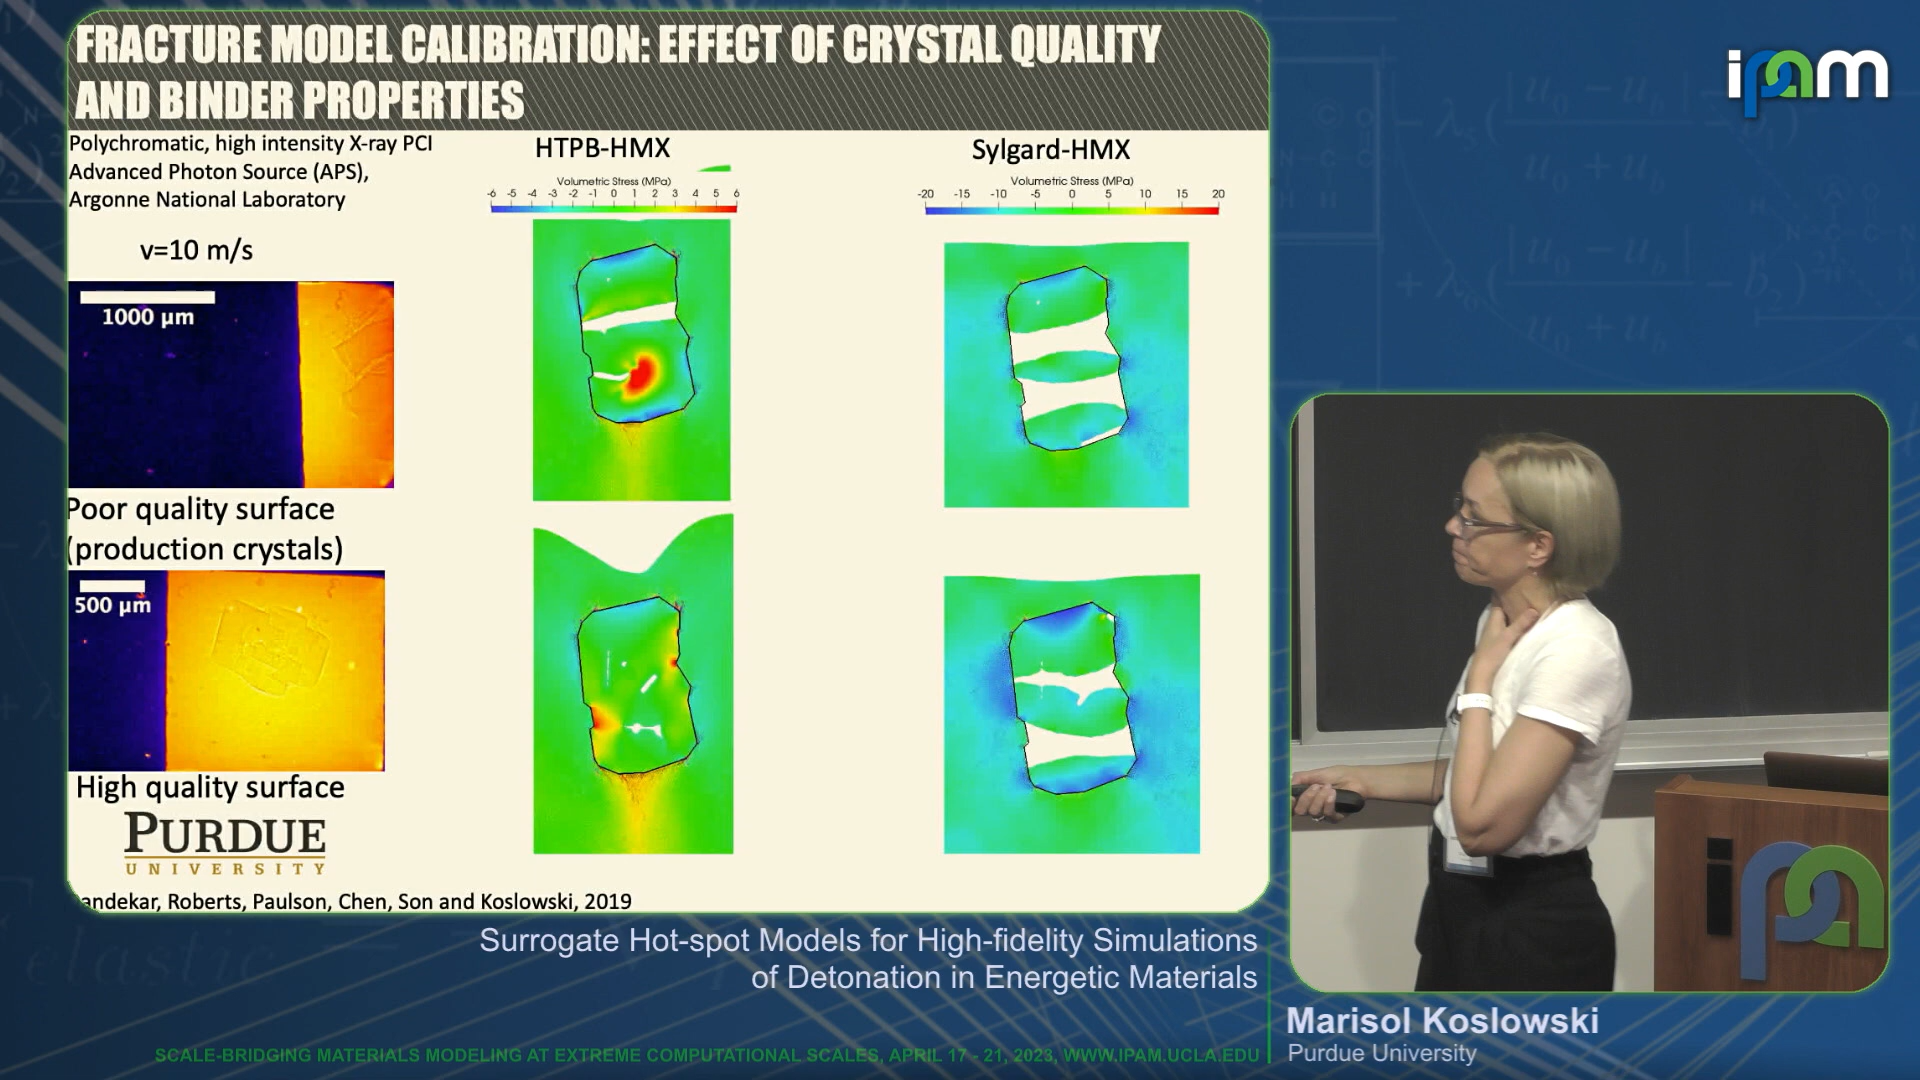 FRACTURE MODEL CALIBRATION: EFFECT OF CRYSTAL QUALITY
AND BINDER PROPERTIES
Polychromatic, high intensity X-ray PCI
Advanced Photon Source (APS),
Argonne National Laboratory
v=10 m/s
1000 µm
Poor quality surface
(production crystals)
500 µm
High quality surface
PURDUE
UNIVERSITY
HTPB-HMX
Volumetric Stress (MPa)
-6 -5 -4 -3 -2 -1 0 1 2 3 4 5 6
Sylgard-HMX
Volumetric Stress (MPa)
-20 -15 -10 -5 0 5 10 15 20
Roberts, Paulson, Chen, Son and Koslowski, 2019
ipam
Surrogate Hot-spot Models for High-fidelity Simulations
of Detonation in Energetic Materials
Marisol Koslowski
Purdue University
SCALE-BRIDGING MATERIALS MODELING AT EXTREME COMPUTATIONAL SCALES, APRIL 17 - 21, 2023, WWW.IPAM.UCLA.EDU